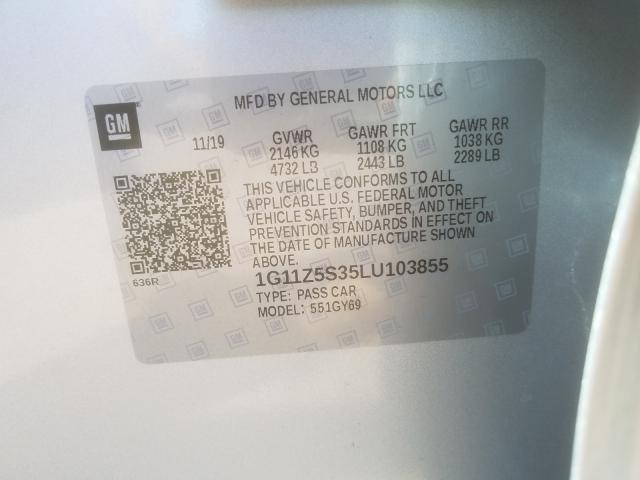 MFD BY GENERAL MOTORS LLC
GM
11/19 GVWR GAWR FRT GAWR RR
2146 KG 1108 KG 1038 KG
4732 LB 2443 LB 2289 LB
THIS VEHICLE CONFORMS TO ALL
APPLICABLE U.S. FEDERAL MOTOR
VEHICLE SAFETY, BUMPER, AND THEFT
PREVENTION STANDARDS IN EFFECT ON
THE DATE OF MANUFACTURE SHOWN
ABOVE.
636R
1G11Z5S35LU103855
TYPE: PASS CAR
MODEL: 551GY69